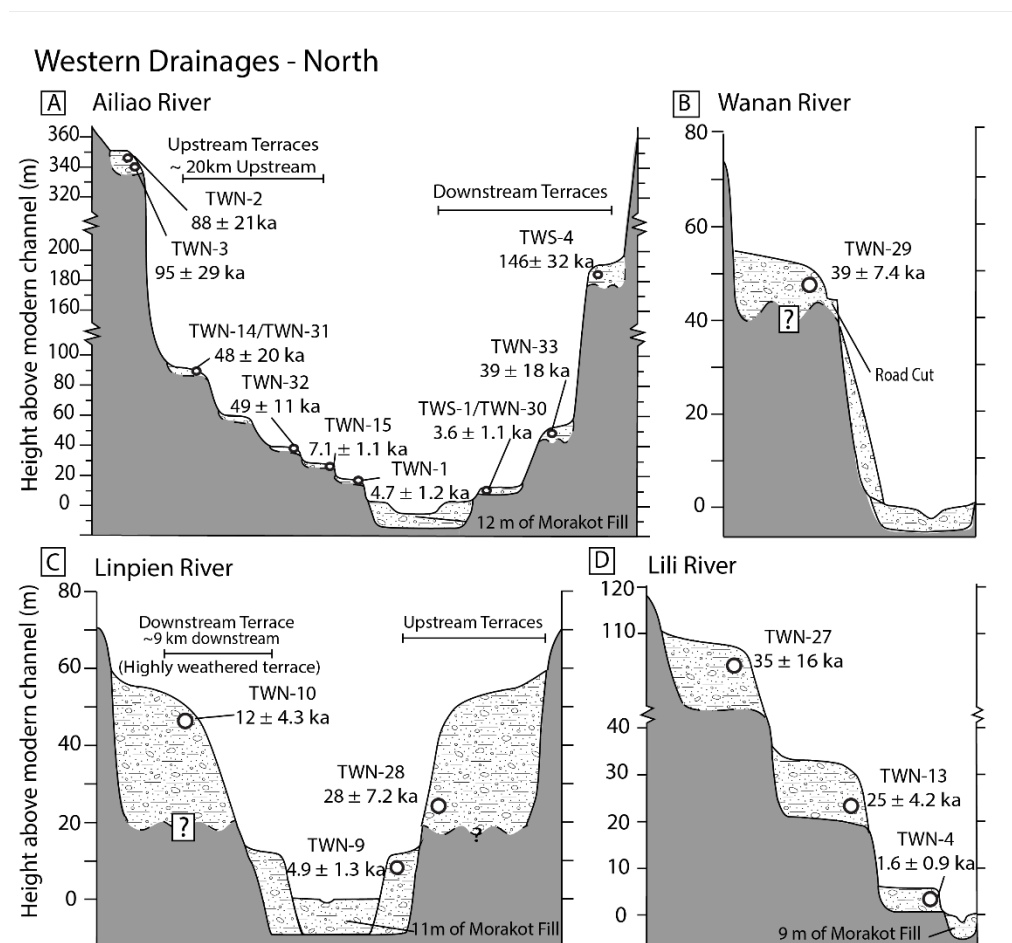 Western Drainages - North
A Ailiao River
Height above modern channel (m)
360
340
320
200
180
160
100
80
60
40
20
0
Upstream Terraces
~ 20km Upstream
TWN-2
88 ± 21ka
TWN-3
95 ± 29 ka
TWN-14/TWN-31
48 ± 20 ka
TWN-32
49 ± 11 ka
TWN-15
7.1 ± 1.1 ka
TWN-1
4.7 ± 1.2 ka
Downstream Terraces
TWS-4
146± 32 ka
TWN-33
39 ± 18 ka
TWS-1/TWN-30
3.6 ± 1.1 ka
12 m of Morakot Fill
B Wanan River
80
60
40
20
0
TWN-29
39 ± 7.4 ka
?
Road Cut
C Linpien River
Height above modern channel (m)
80
60
40
20
0
Downstream Terrace
~9 km downstream
(Highly weathered terrace)
TWN-10
12 ± 4.3 ka
?
Upstream Terraces
TWN-28
28 ± 7.2 ka
?
TWN-9
4.9 ± 1.3 ka
11m of Morakot Fill
D Lili River
120
110
40
30
20
10
0
TWN-27
35 ± 16 ka
TWN-13
25 ± 4.2 ka
TWN-4
1.6 ± 0.9 ka
9 m of Morakot Fill